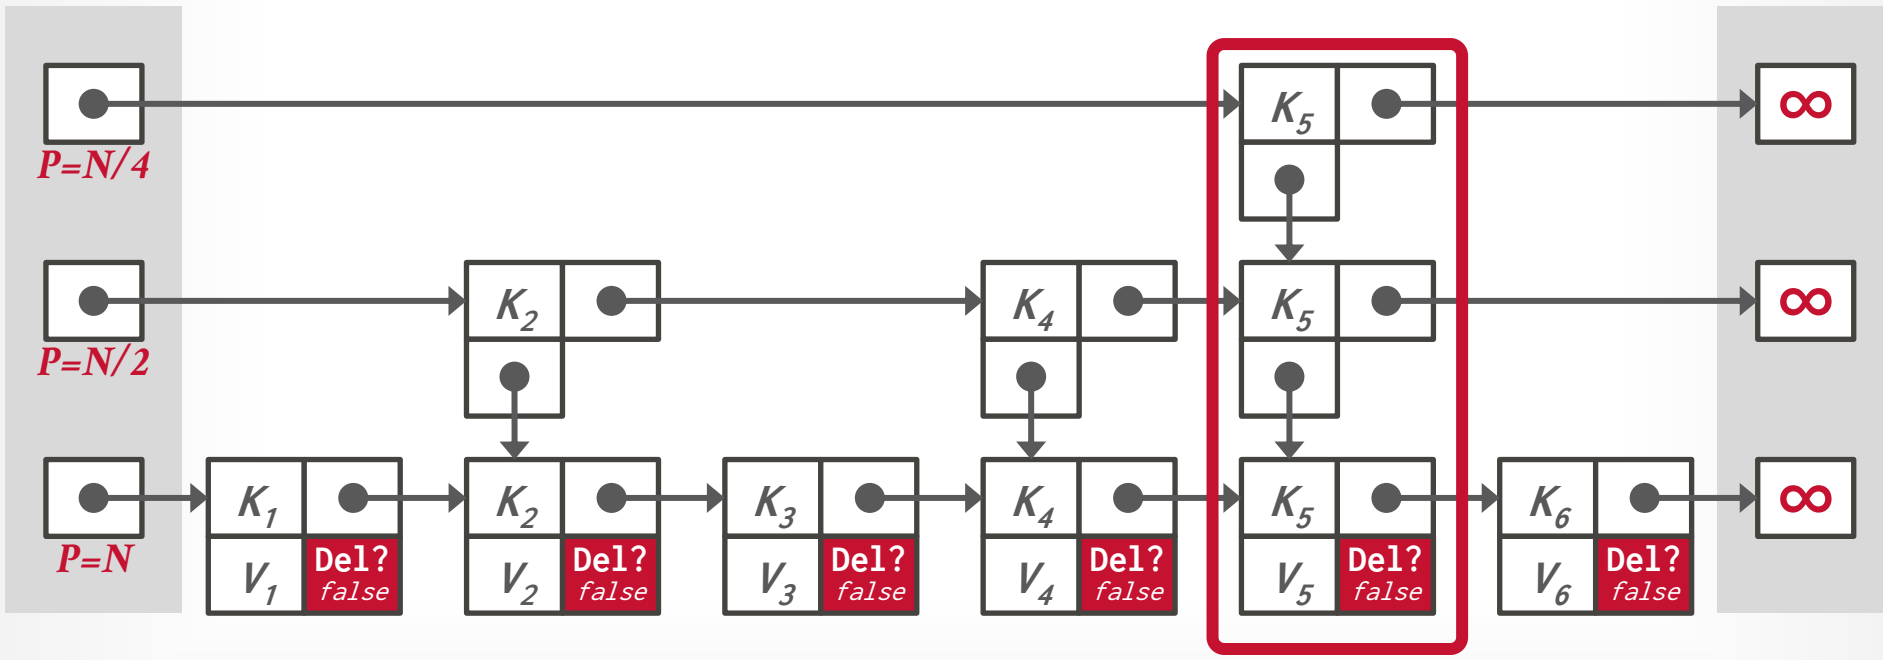 K5 ∞
P=N/4
K2 K4 K5 ∞
P=N/2
K1 K2 K3 K4 K5 K6 ∞
P=N
V1 Del? false V2 Del? false V3 Del? false V4 Del? false V5 Del? false V6 Del? false